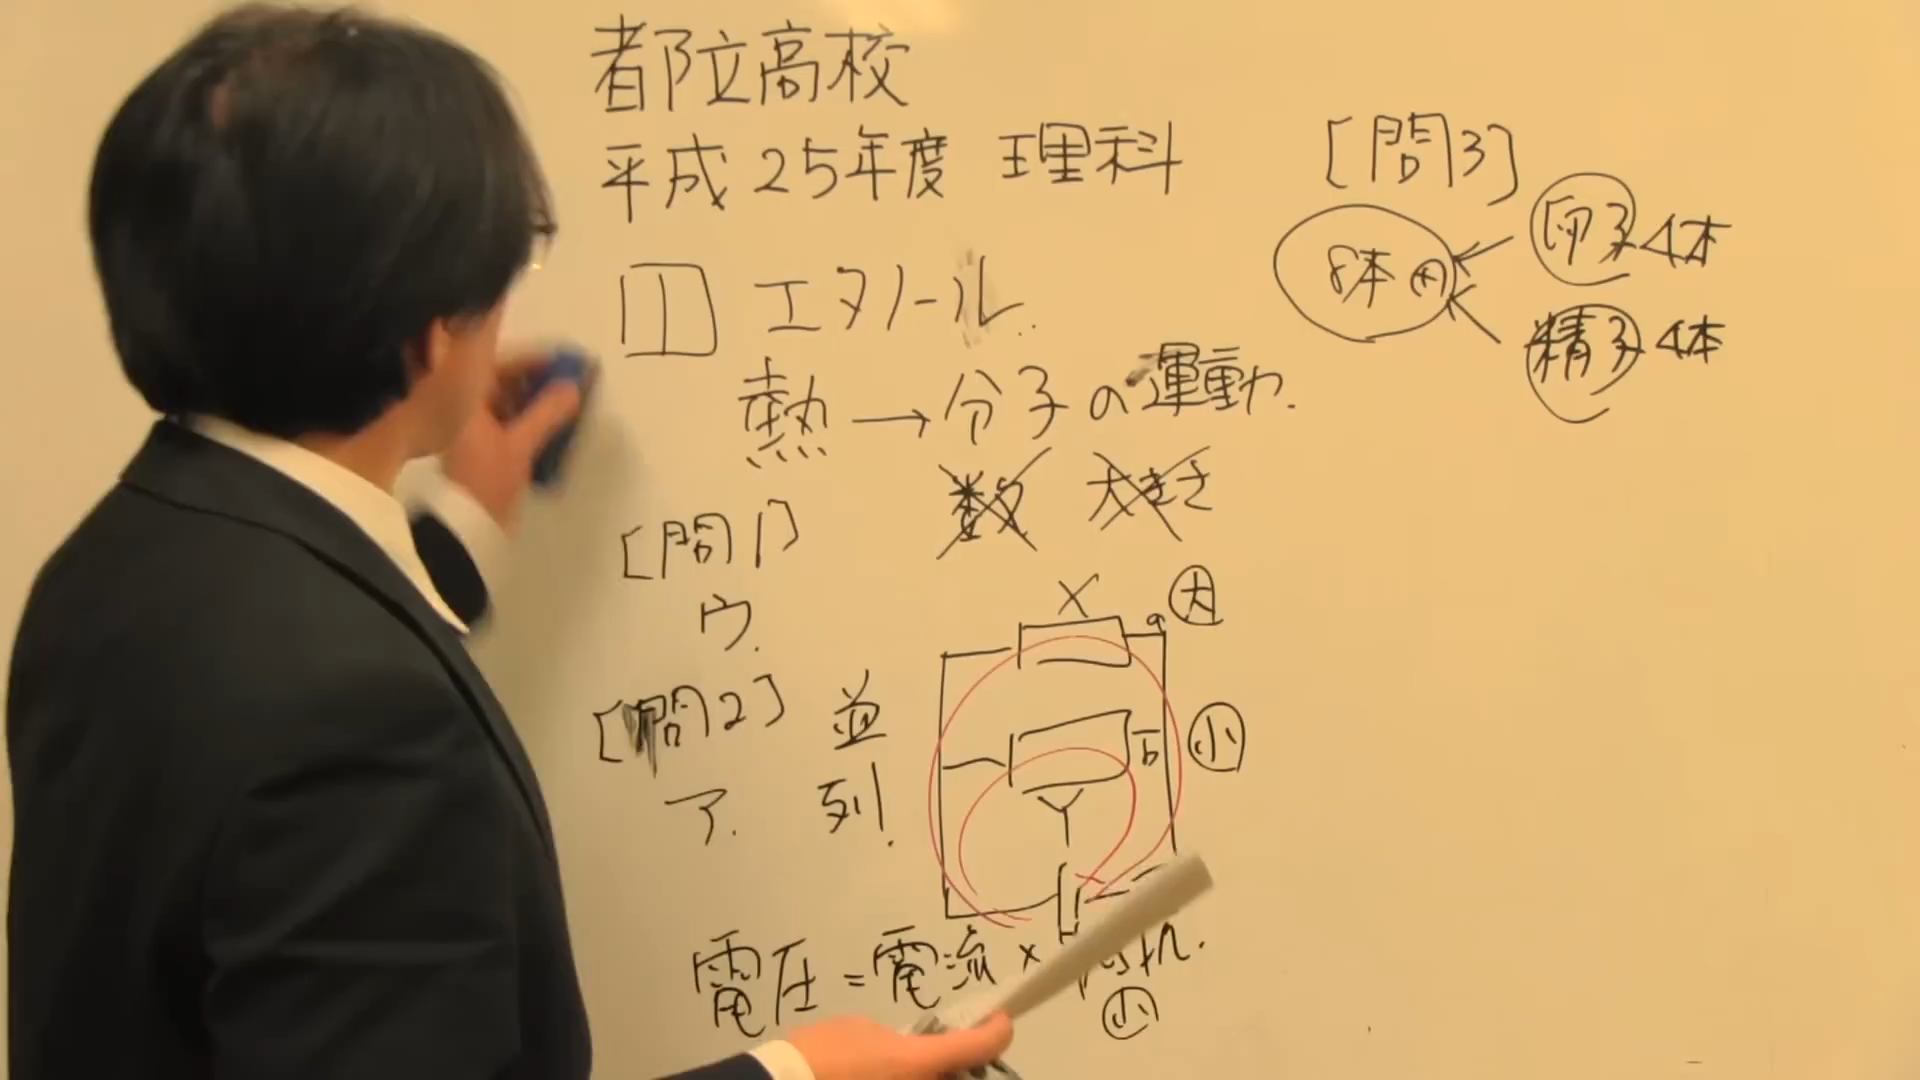 都立高校
平成25年度 理科
1 エタノール
熱→分子の運動.
数 大きさ
[問1]
ウ.
[問2] 並列.
ア.
X
a 大
b 小
Y
電圧=電流×
小
[問3]
8本 大
卵子 4本
精子 4本